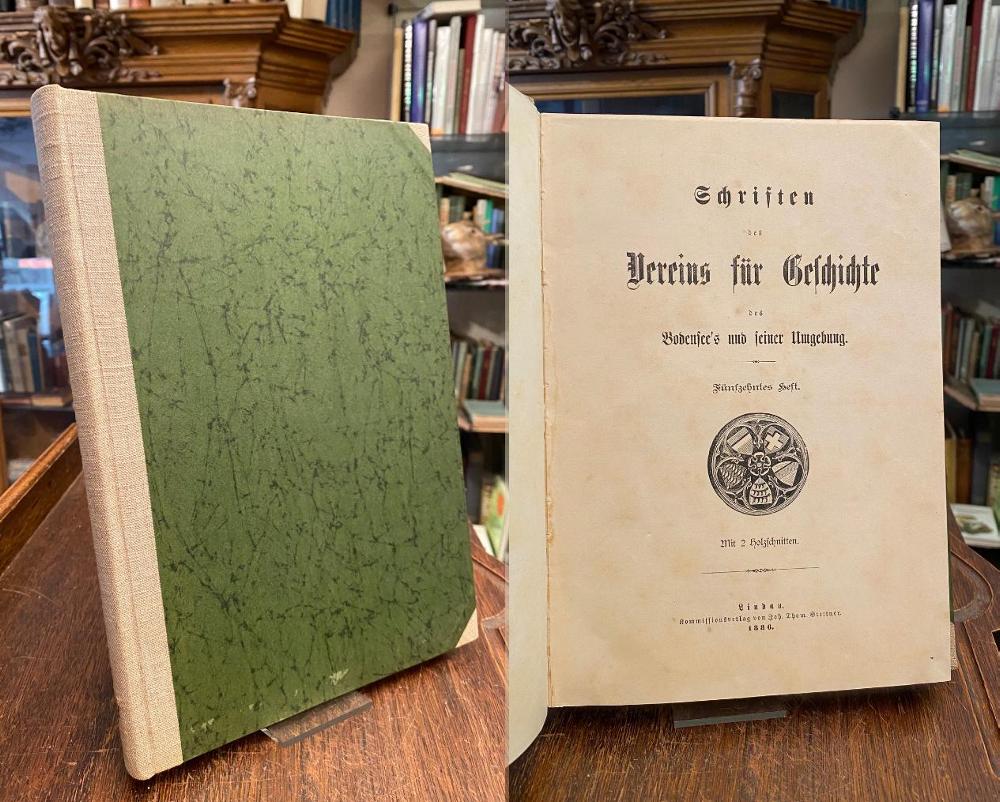 Schriften
des
Vereins für Geschichte
des
Bodensee's und seiner Umgebung.
Fünfzehntes Heft.
Mit 2 Holzschnitten.
Lindau.
Kommissionsverlag von Joh. Thom. Stettner.
1886.